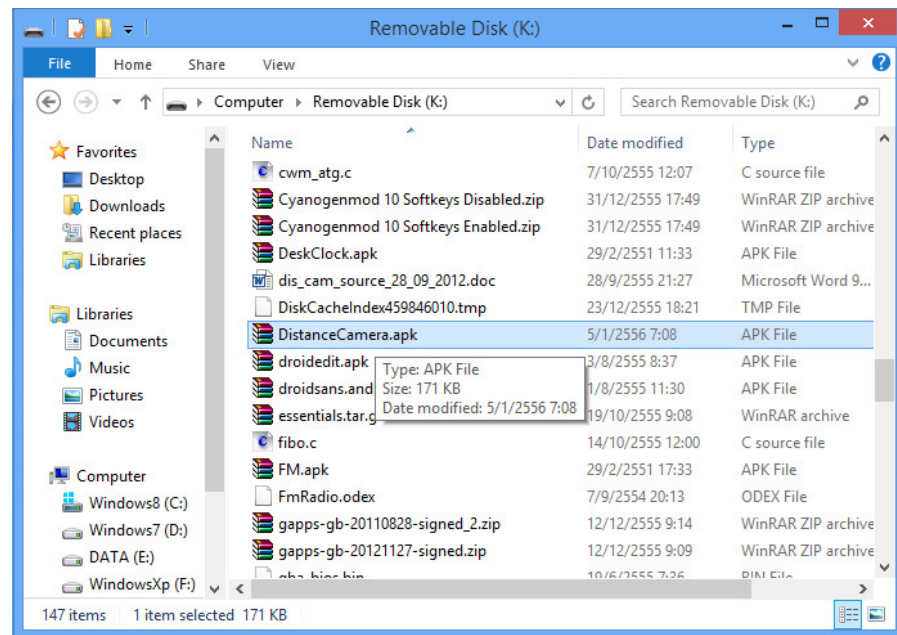 Removable Disk (K:)
File Home Share View
Computer Removable Disk (K:) Search Removable Disk (K:)
Favorites
Desktop
Downloads
Recent places
Libraries
Libraries
Documents
Music
Pictures
Videos
Computer
Windows8 (C:)
Windows7 (D:)
DATA (E:)
WindowsXp (F:)
Name Date modified Type
cwm_atg.c 7/10/2555 12:07 C source file
Cyanogenmod 10 Softkeys Disabled.zip 31/12/2555 17:49 WinRAR ZIP archive
Cyanogenmod 10 Softkeys Enabled.zip 31/12/2555 17:49 WinRAR ZIP archive
DeskClock.apk 29/2/2551 11:33 APK File
dis_cam_source_28_09_2012.doc 28/9/2555 21:27 Microsoft Word 9...
DiskCacheIndex459846010.tmp 23/12/2555 18:21 TMP File
DistanceCamera.apk 5/1/2556 7:08 APK File
droidedit.apk 3/8/2555 8:37 APK File
droidsans.and 1/8/2555 11:30 APK File
essentials.tar.g 19/10/2555 9:08 WinRAR archive
fibo.c 14/10/2555 12:00 C source file
FM.apk 29/2/2551 17:33 APK File
FmRadio.odex 7/9/2554 20:13 ODEX File
gapps-gb-20110828-signed_2.zip 12/12/2555 9:14 WinRAR ZIP archive
gapps-gb-20121127-signed.zip 12/12/2555 9:09 WinRAR ZIP archive
Type: APK File
Size: 171 KB
Date modified: 5/1/2556 7:08
147 items 1 item selected 171 KB